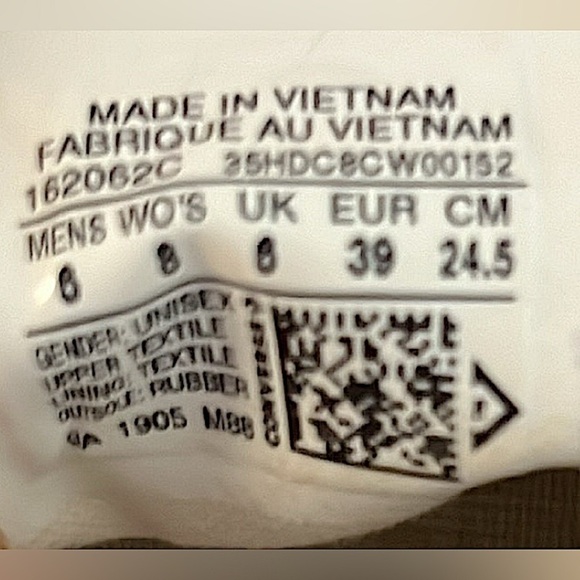 MADE IN VIETNAM
FABRIQUE AU VIETNAM
162062C 35HDC8CW00152
MENS WO'S UK EUR CM
6 8 6 39 24.5
GENDER: UNISEX
UPPER: TEXTILE
LINING: TEXTILE
OUTSOLE: RUBBER
1905